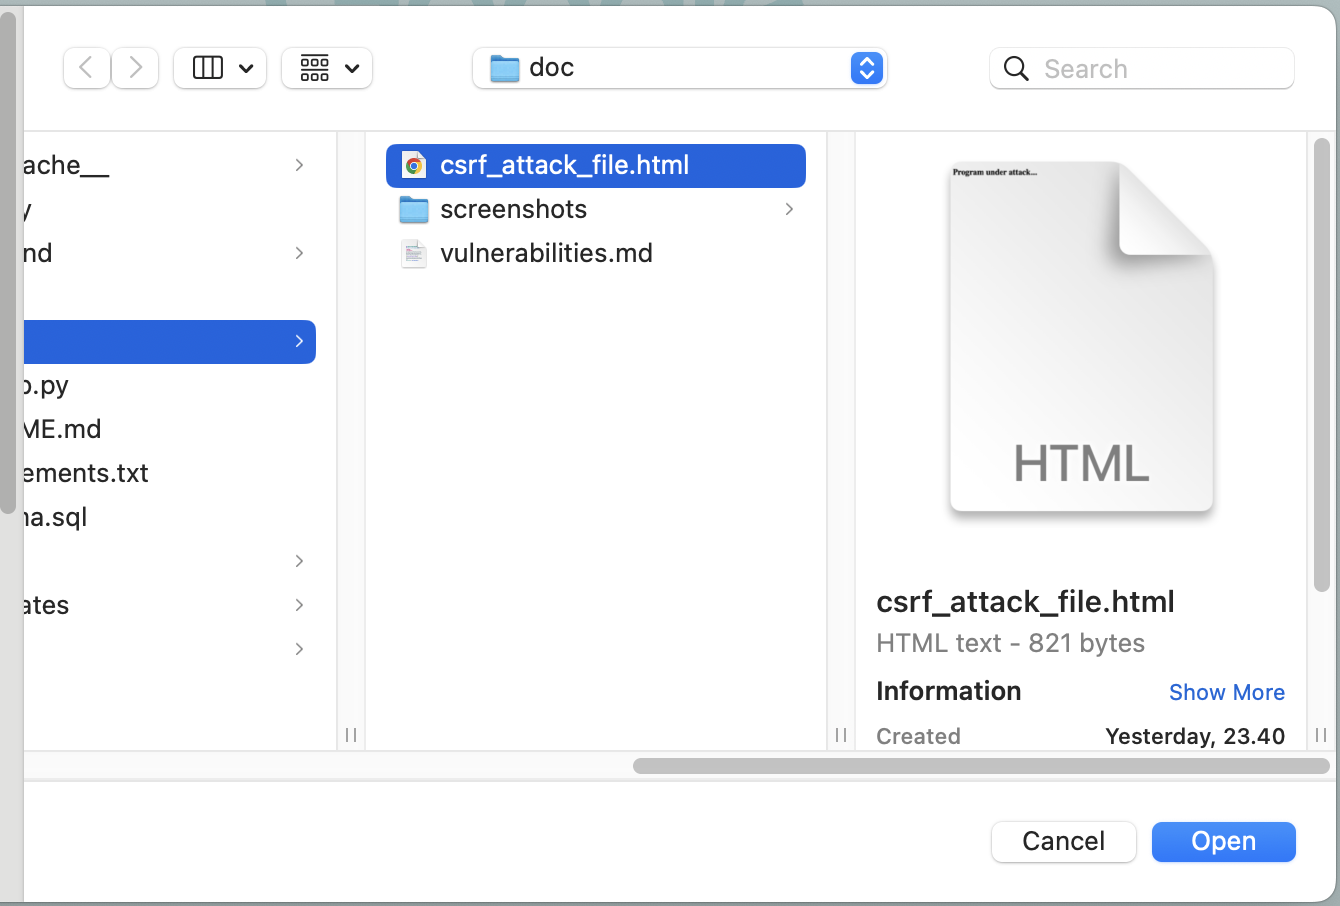 doc
Search
ache__
y
nd
.py
ME.md
ements.txt
a.sql
ates
csrf_attack_file.html
screenshots
vulnerabilities.md
Program under attack...
HTML
csrf_attack_file.html
HTML text - 821 bytes
Information
Show More
Created
Yesterday, 23.40
Cancel
Open